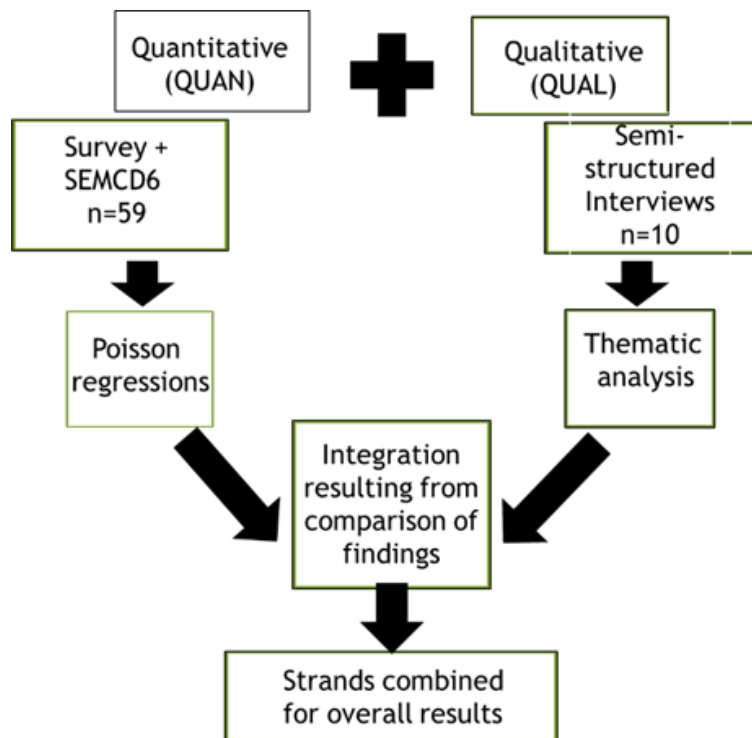 Quantitative
(QUAN)
Qualitative
(QUAL)
Survey +
SEMCD6
n=59
Semi-
structured
Interviews
n=10
Poisson
regressions
Thematic
analysis
Integration
resulting from
comparison of
findings
Strands combined
for overall results